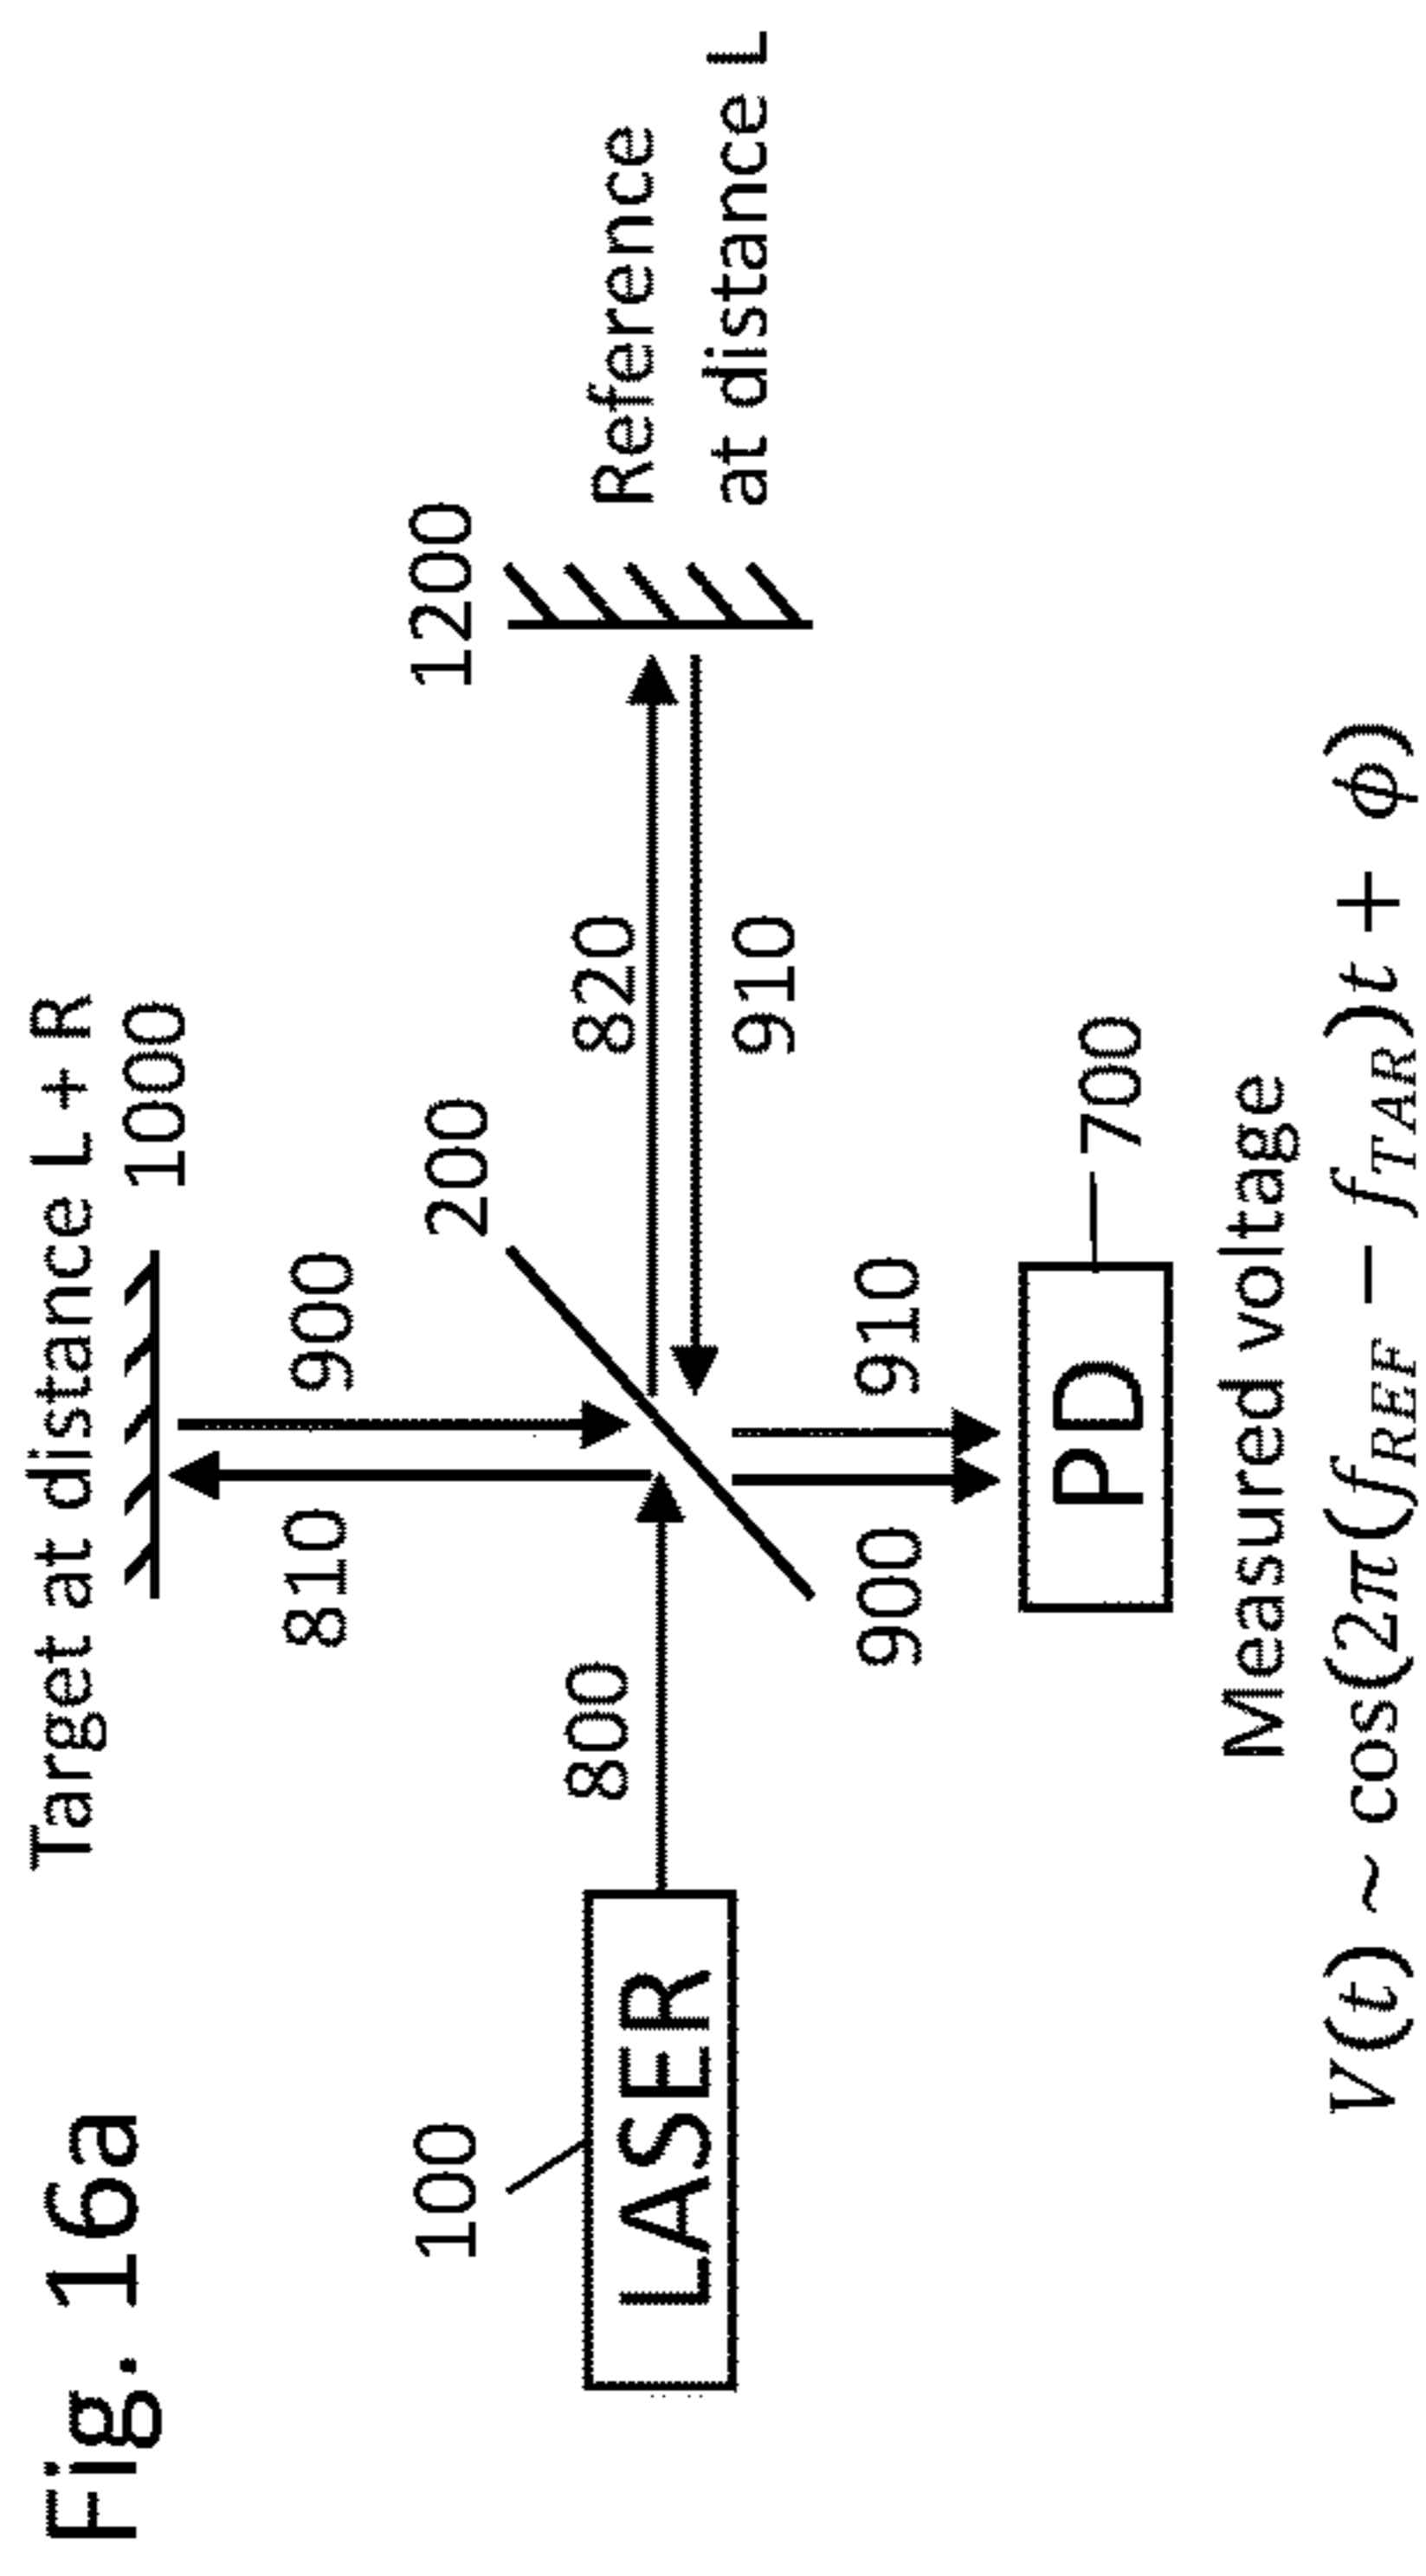 Fig. 16a
Target at distance L + R
1000
810
900
200
100
LASER
800
820
910
1200
Reference
at distance L
900
910
PD
700
Measured voltage
V(t) ~ cos(2π(f_REF − f_TAR)t + ϕ)